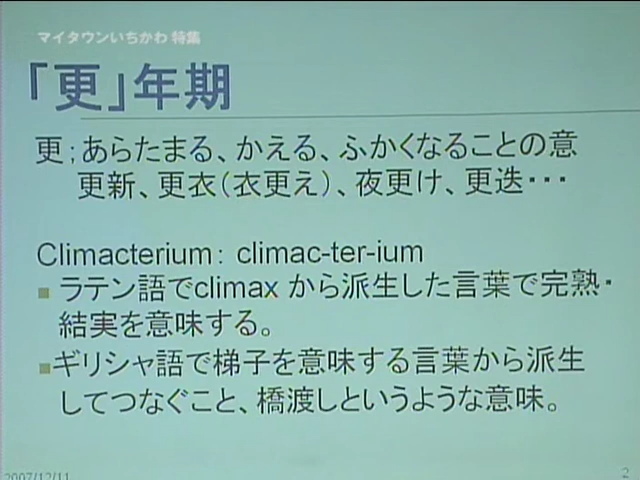 マイタウンいちかわ 特集
「更」年期
更；あらたまる、かえる、ふかくなることの意
更新、更衣（衣更え）、夜更け、更迭・・・
Climacterium： climac-ter-ium
■ ラテン語でclimax から派生した言葉で完熟・
結実を意味する。
■ ギリシャ語で梯子を意味する言葉から派生
してつなぐこと、橋渡しというような意味。
2007/12/11
2